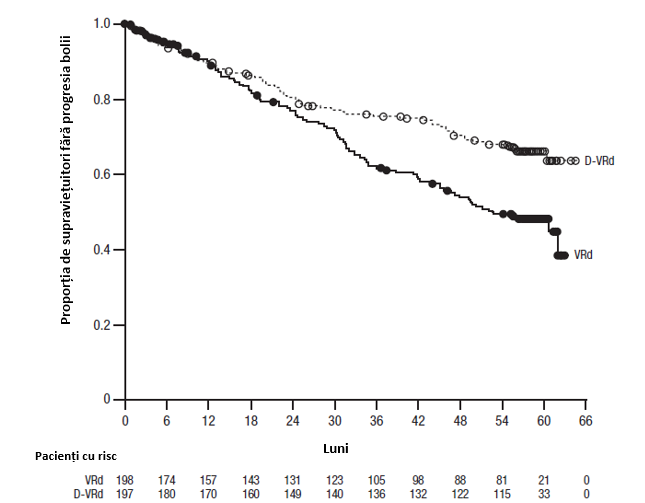 Proporția de supraviețuitori fără progresia bolii
1.0
0.8
0.6
0.4
0.2
0
D-VRd
VRd
0 6 12 18 24 30 36 42 48 54 60 66
Luni
Pacienți cu risc
VRd 198 174 157 143 131 123 105 98 88 81 21 0
D-VRd 197 180 170 160 149 140 136 132 122 115 33 0